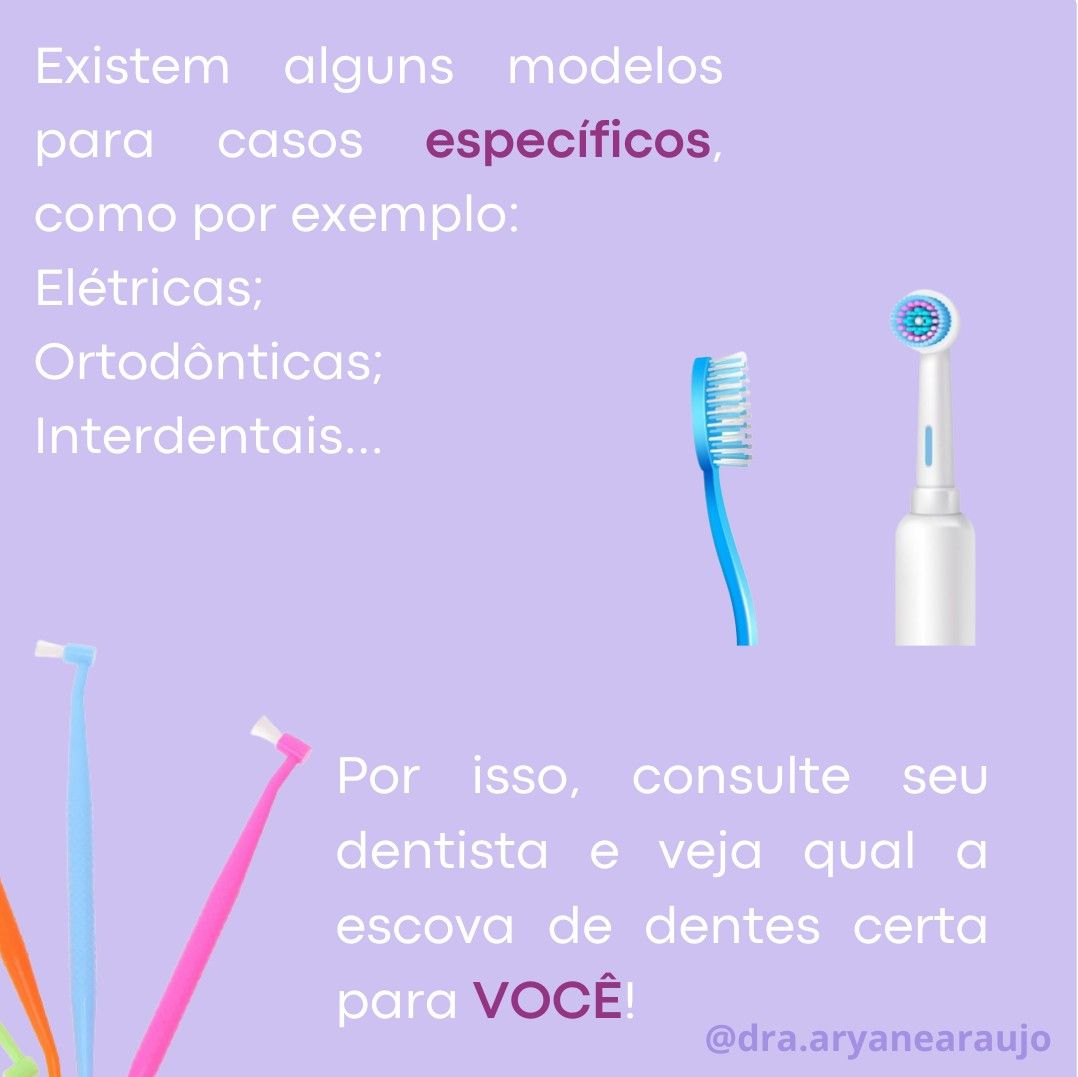 Existem alguns modelos
para casos específicos,
como por exemplo:
Elétricas;
Ortodônticas;
Interdentais...
Por isso, consulte seu
dentista e veja qual a
escova de dentes certa
para VOCÊ!
@dra.aryanearaujo